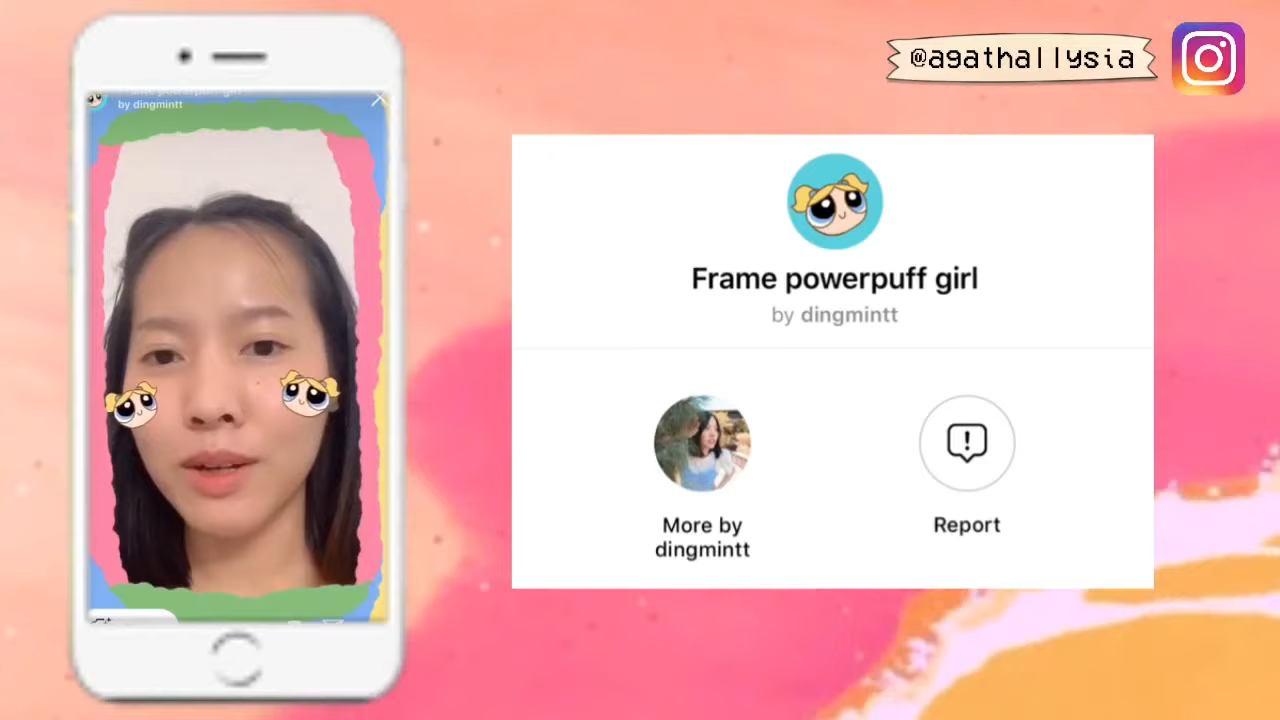 @agathallysia
by dingmintt
Frame powerpuff girl
by dingmintt
More by
dingmintt
Report